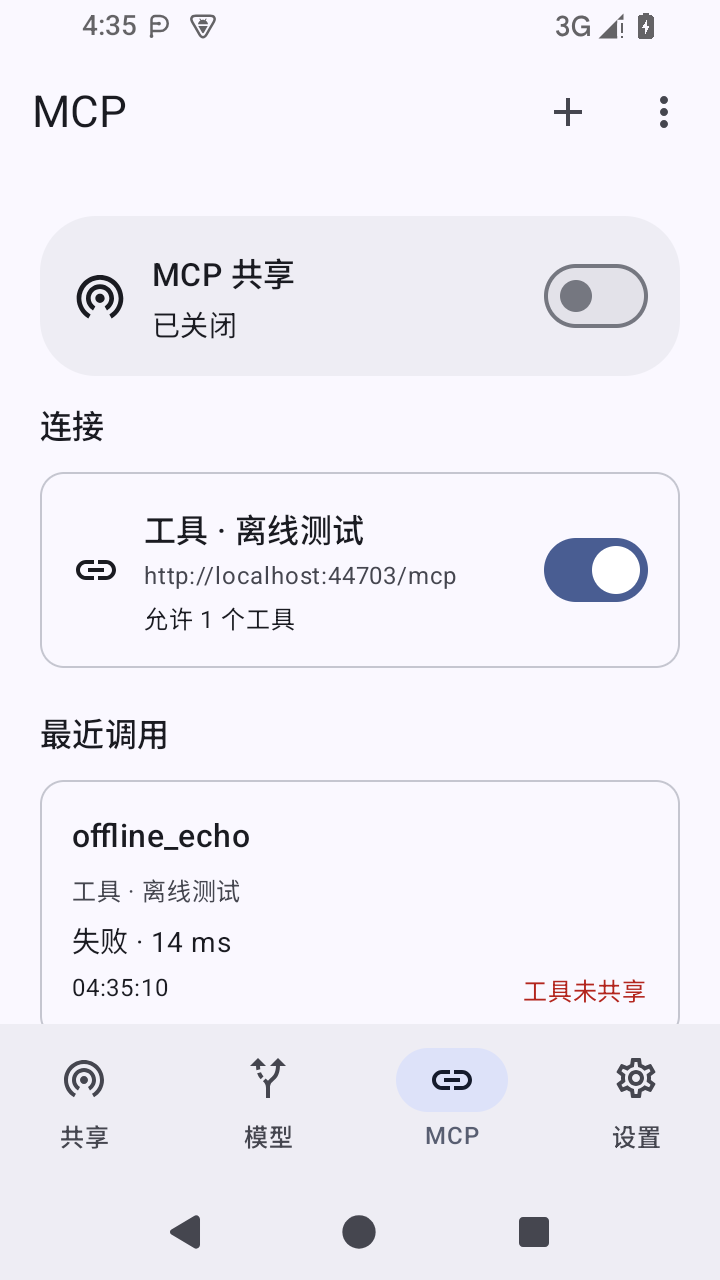 4:35
3G
MCP
MCP 共享
已关闭
连接
工具 · 离线测试
http://localhost:44703/mcp
允许 1 个工具
最近调用
offline_echo
工具 · 离线测试
失败 · 14 ms
04:35:10
工具未共享
共享
模型
MCP
设置